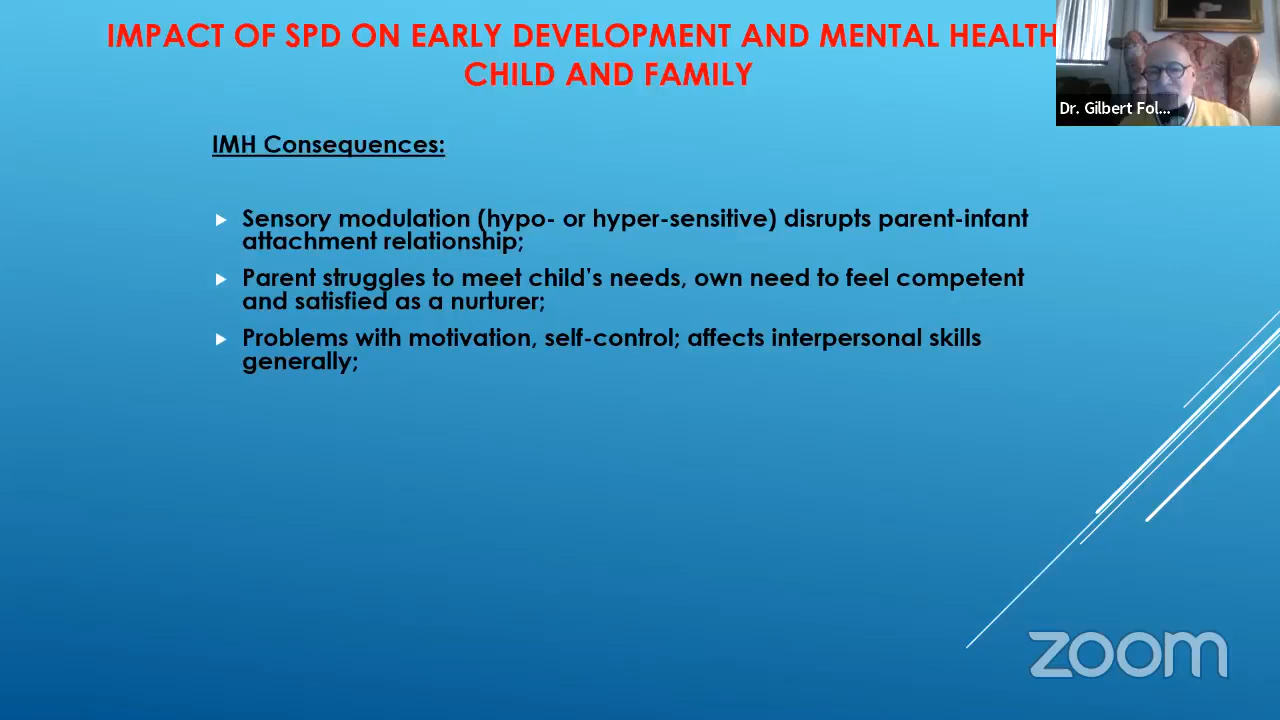 IMPACT OF SPD ON EARLY DEVELOPMENT AND MENTAL HEALTH
CHILD AND FAMILY
Dr. Gilbert Fol...
IMH Consequences:
Sensory modulation (hypo- or hyper-sensitive) disrupts parent-infant
attachment relationship;
Parent struggles to meet child's needs, own need to feel competent
and satisfied as a nurturer;
Problems with motivation, self-control; affects interpersonal skills
generally;
zoom